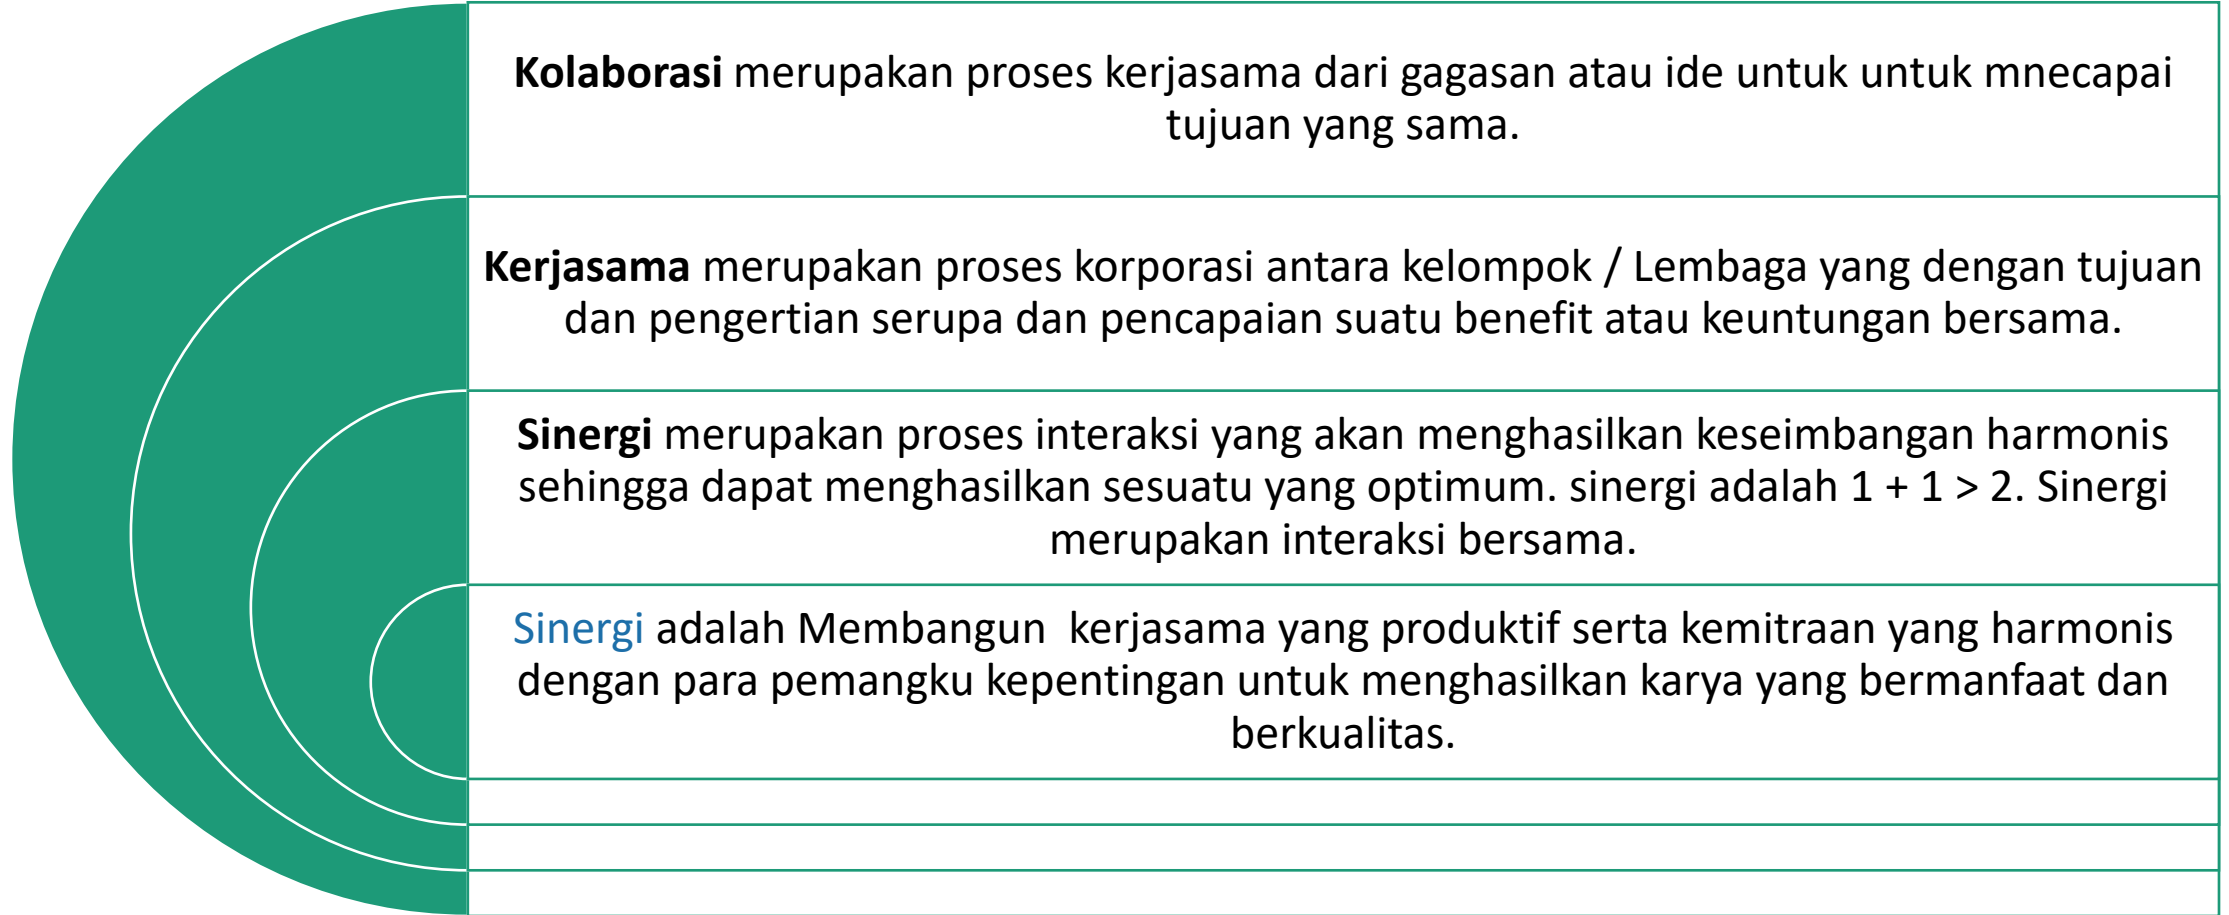 Kolaborasi merupakan proses kerjasama dari gagasan atau ide untuk untuk mnecapai
tujuan yang sama.
Kerjasama merupakan proses korporasi antara kelompok / Lembaga yang dengan tujuan
dan pengertian serupa dan pencapaian suatu benefit atau keuntungan bersama.
Sinergi merupakan proses interaksi yang akan menghasilkan keseimbangan harmonis
sehingga dapat menghasilkan sesuatu yang optimum. sinergi adalah 1 + 1 > 2. Sinergi
merupakan interaksi bersama.
Sinergi adalah Membangun  kerjasama yang produktif serta kemitraan yang harmonis
dengan para pemangku kepentingan untuk menghasilkan karya yang bermanfaat dan
berkualitas.